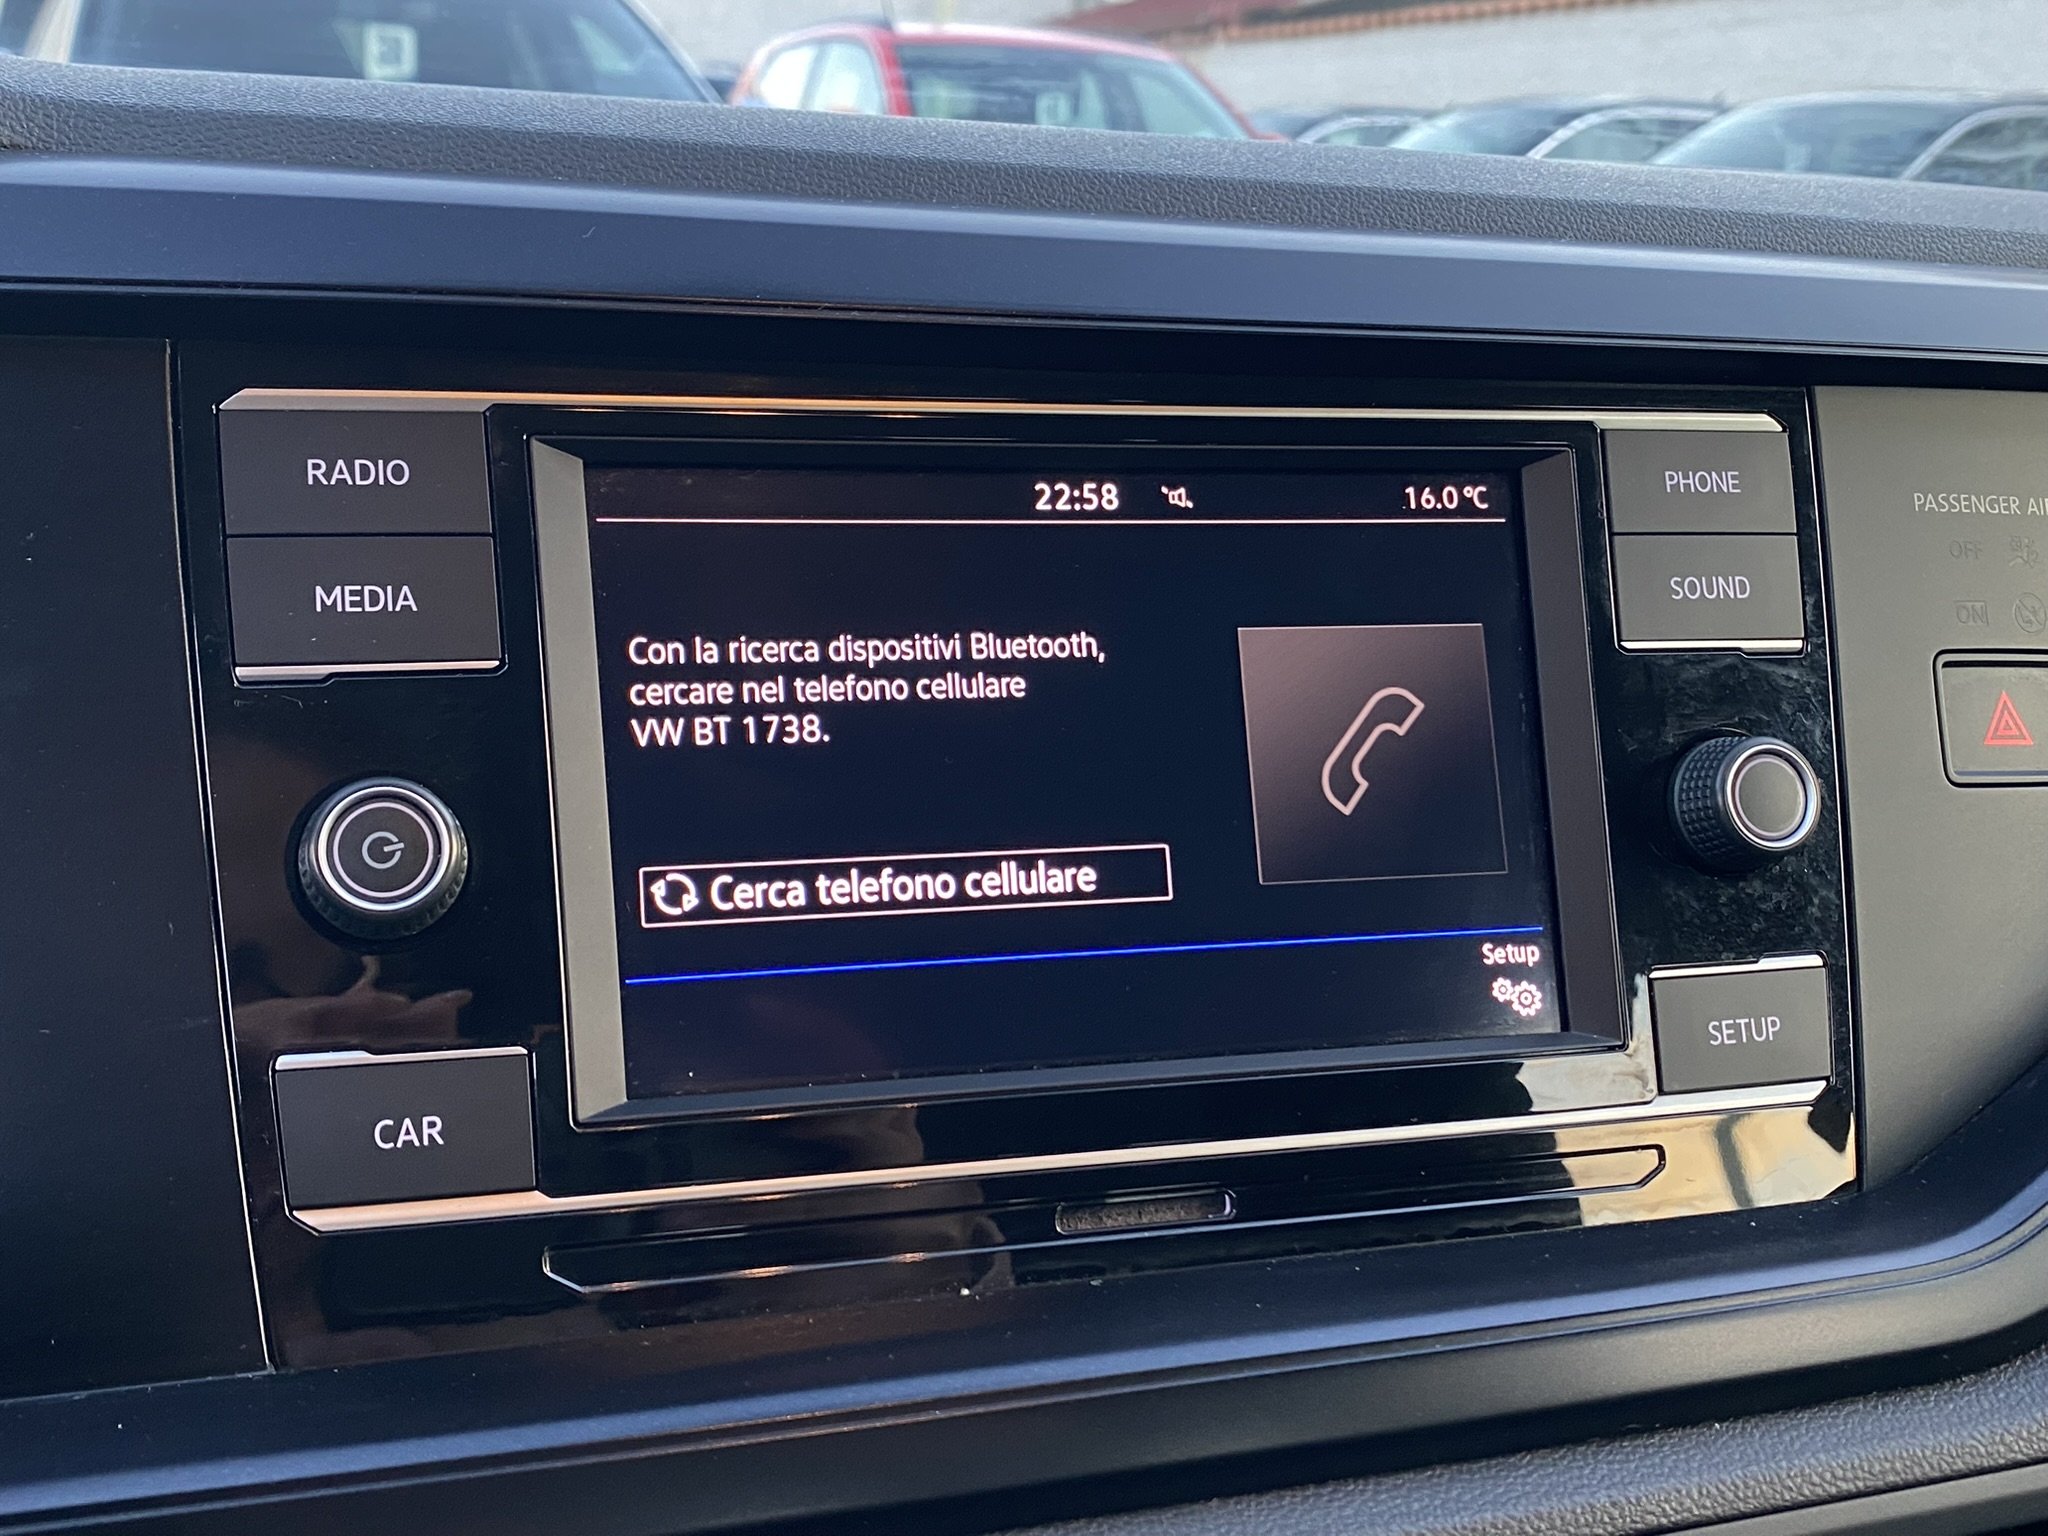 RADIO
MEDIA
CAR
22:58
16.0°C
Con la ricerca dispositivi Bluetooth,
cercare nel telefono cellulare
VW BT 1738.
Cerca telefono cellulare
Setup
PHONE
SOUND
SETUP
PASSENGER
OFF
ON